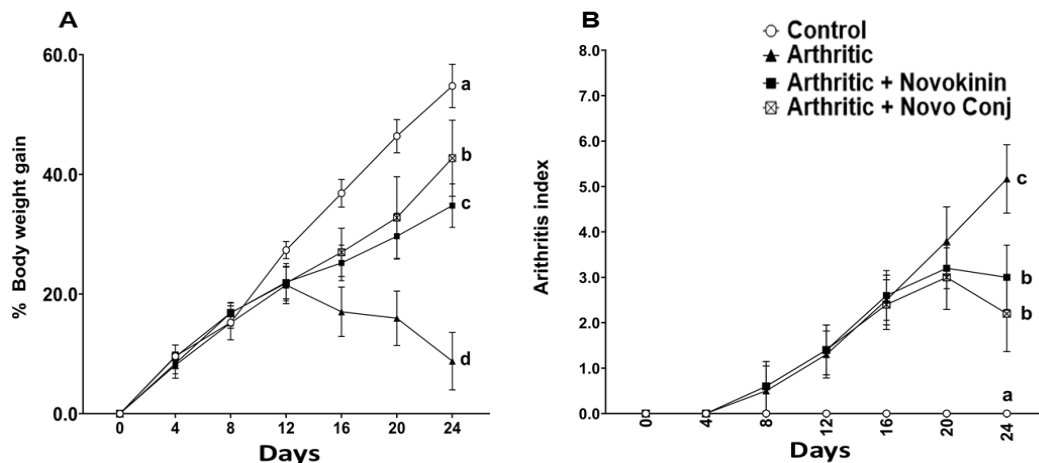 A
60.0
40.0
20.0
0.0
% Body weight gain
a
b
c
d
0 4 8 12 16 20 24
Days
B
Control
Arthritic
Arthritic + Novokinin
Arthritic + Novo Conj
8.0
7.0
6.0
5.0
4.0
3.0
2.0
1.0
0.0
Arithritis index
c
b
b
a
0 4 8 12 16 20 24
Days